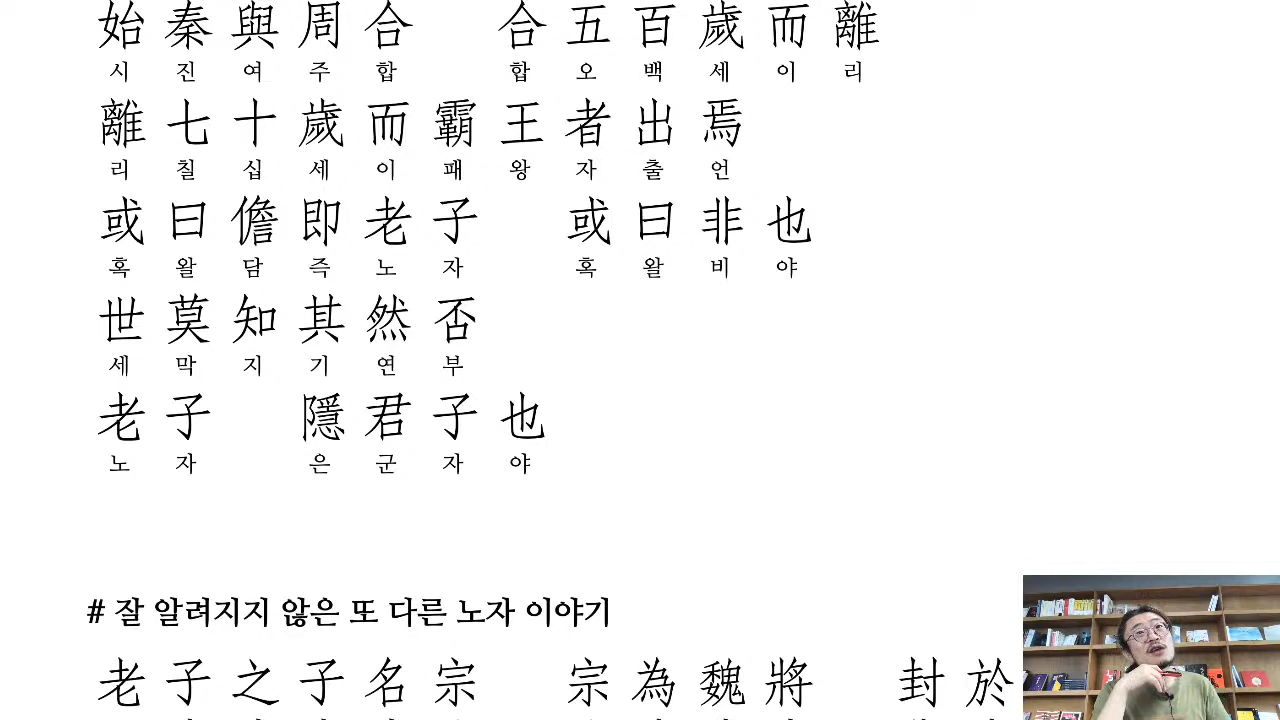 始秦與周合 合五百歲而離
시 진 여 주 합 합 오 백 세 이 리
離七十歲而霸王者出焉
리 칠 십 세 이 패 왕 자 출 언
或曰儋即老子 或曰非也
혹 왈 담 즉 노 자 혹 왈 비 야
世莫知其然否
세 막 지 기 연 부
老子 隱君子也
노 자 은 군 자 야
# 잘 알려지지 않은 또 다른 노자 이야기
老子之子名宗 宗為魏將 封於